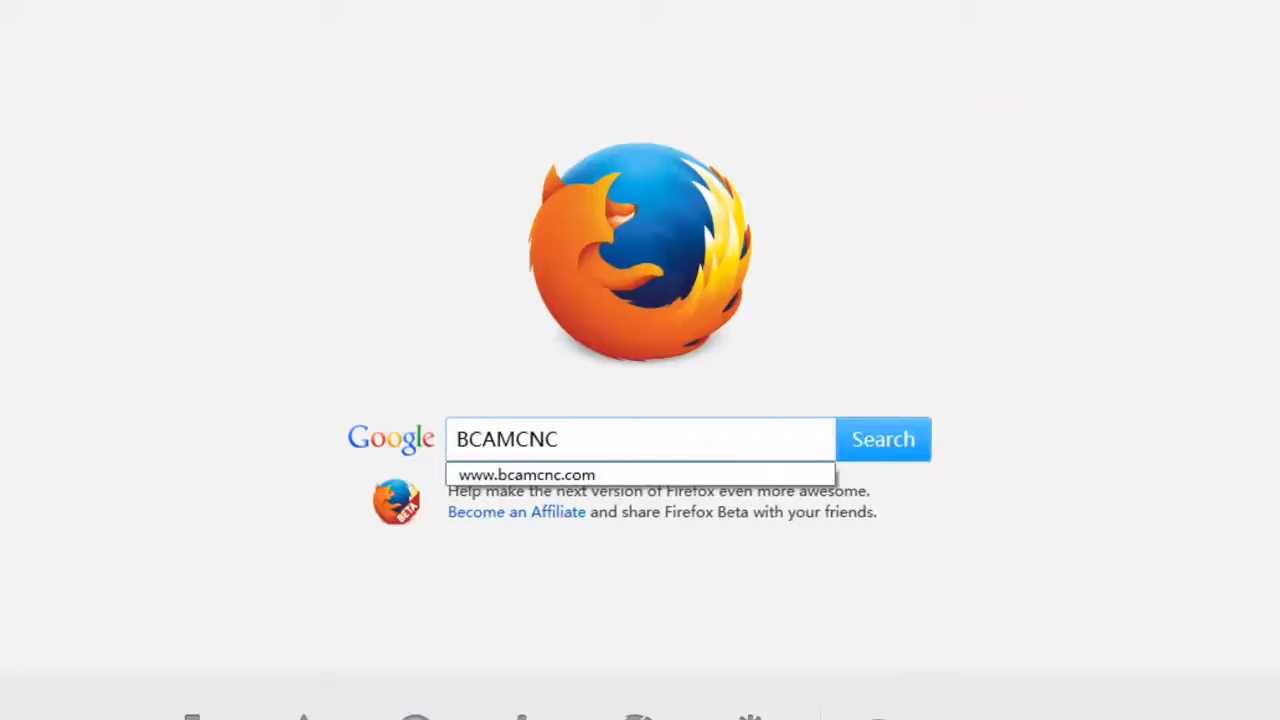 Google BCAMCNC Search
www.bcamcnc.com
Help make the next version of Firefox even more awesome.
BETA Become an Affiliate and share Firefox Beta with your friends.